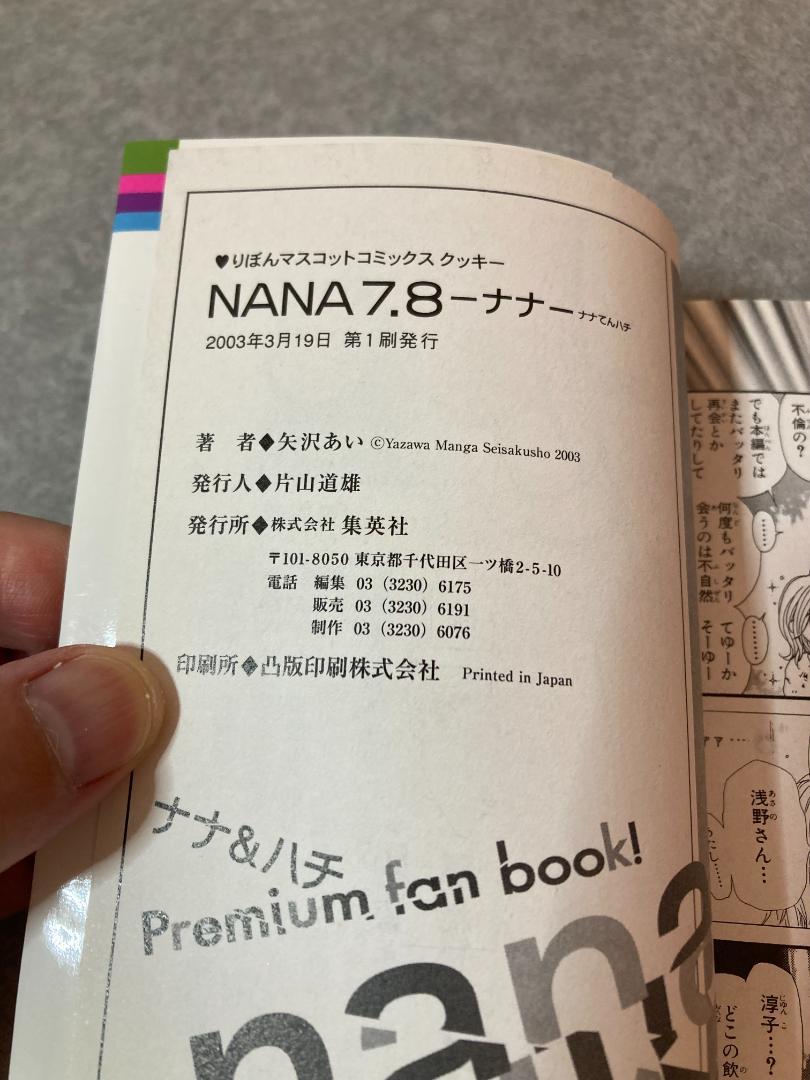 ♥りぼんマスコットコミックス クッキー
NANA7.8ーナナー ナナてんハチ
2003年3月19日 第1刷発行
著 者◆矢沢あい ©Yazawa Manga Seisakusho 2003
発行人◆片山道雄
発行所◆株式会社 集英社
〒101-8050 東京都千代田区一ツ橋2-5-10
電話 編集 03（3230）6175
販売 03（3230）6191
制作 03（3230）6076
印刷所◆凸版印刷株式会社 Printed in Japan
ナナ&ハチ
Premium fan book!
nana
不倫の？
でも本編では
またバッタリ
再会とか
してたりして
……
何度もバッタリ
会うのは不自然
てゆーか
そーゆー
………
浅野さん…
淳子…？
どこの飲